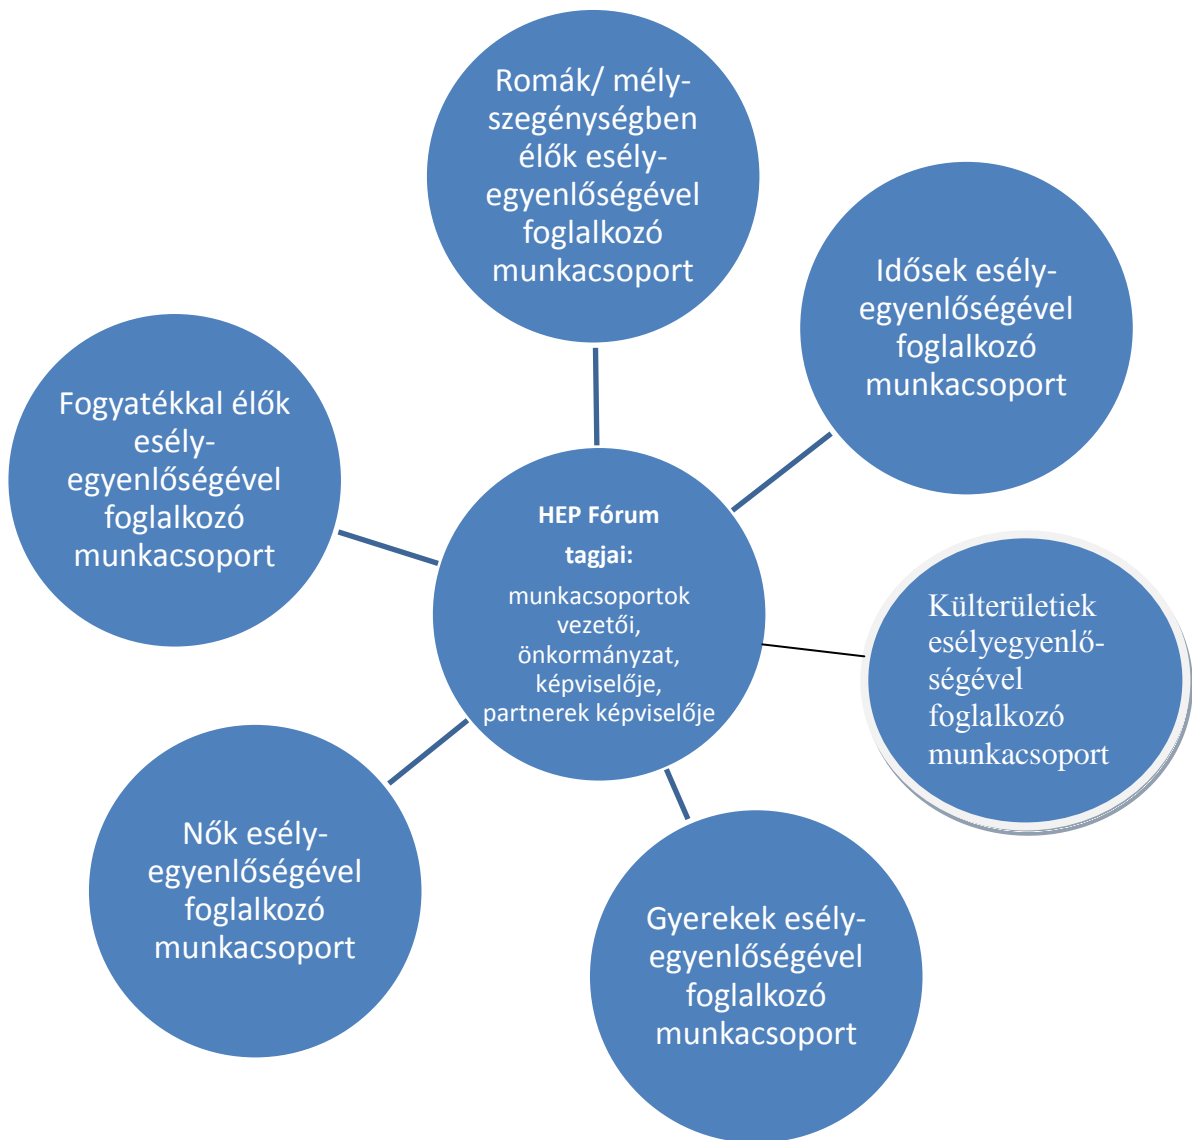 Romák/ mély-
szegénységben
élők esély-
egyenlőségével
foglalkozó
munkacsoport
Idősek esély-
egyenlőségével
foglalkozó
munkacsoport
Fogyatékkal élők
esély-
egyenlőségével
foglalkozó
munkacsoport
HEP Fórum
tagjai:
munkacsoportok
vezetői,
önkormányzat,
képviselője,
partnerek képviselője
Külterületiek
esélyegyenlő-
ségével
foglalkozó
munkacsoport
Nők esély-
egyenlőségével
foglalkozó
munkacsoport
Gyerekek esély-
egyenlőségével
foglalkozó
munkacsoport